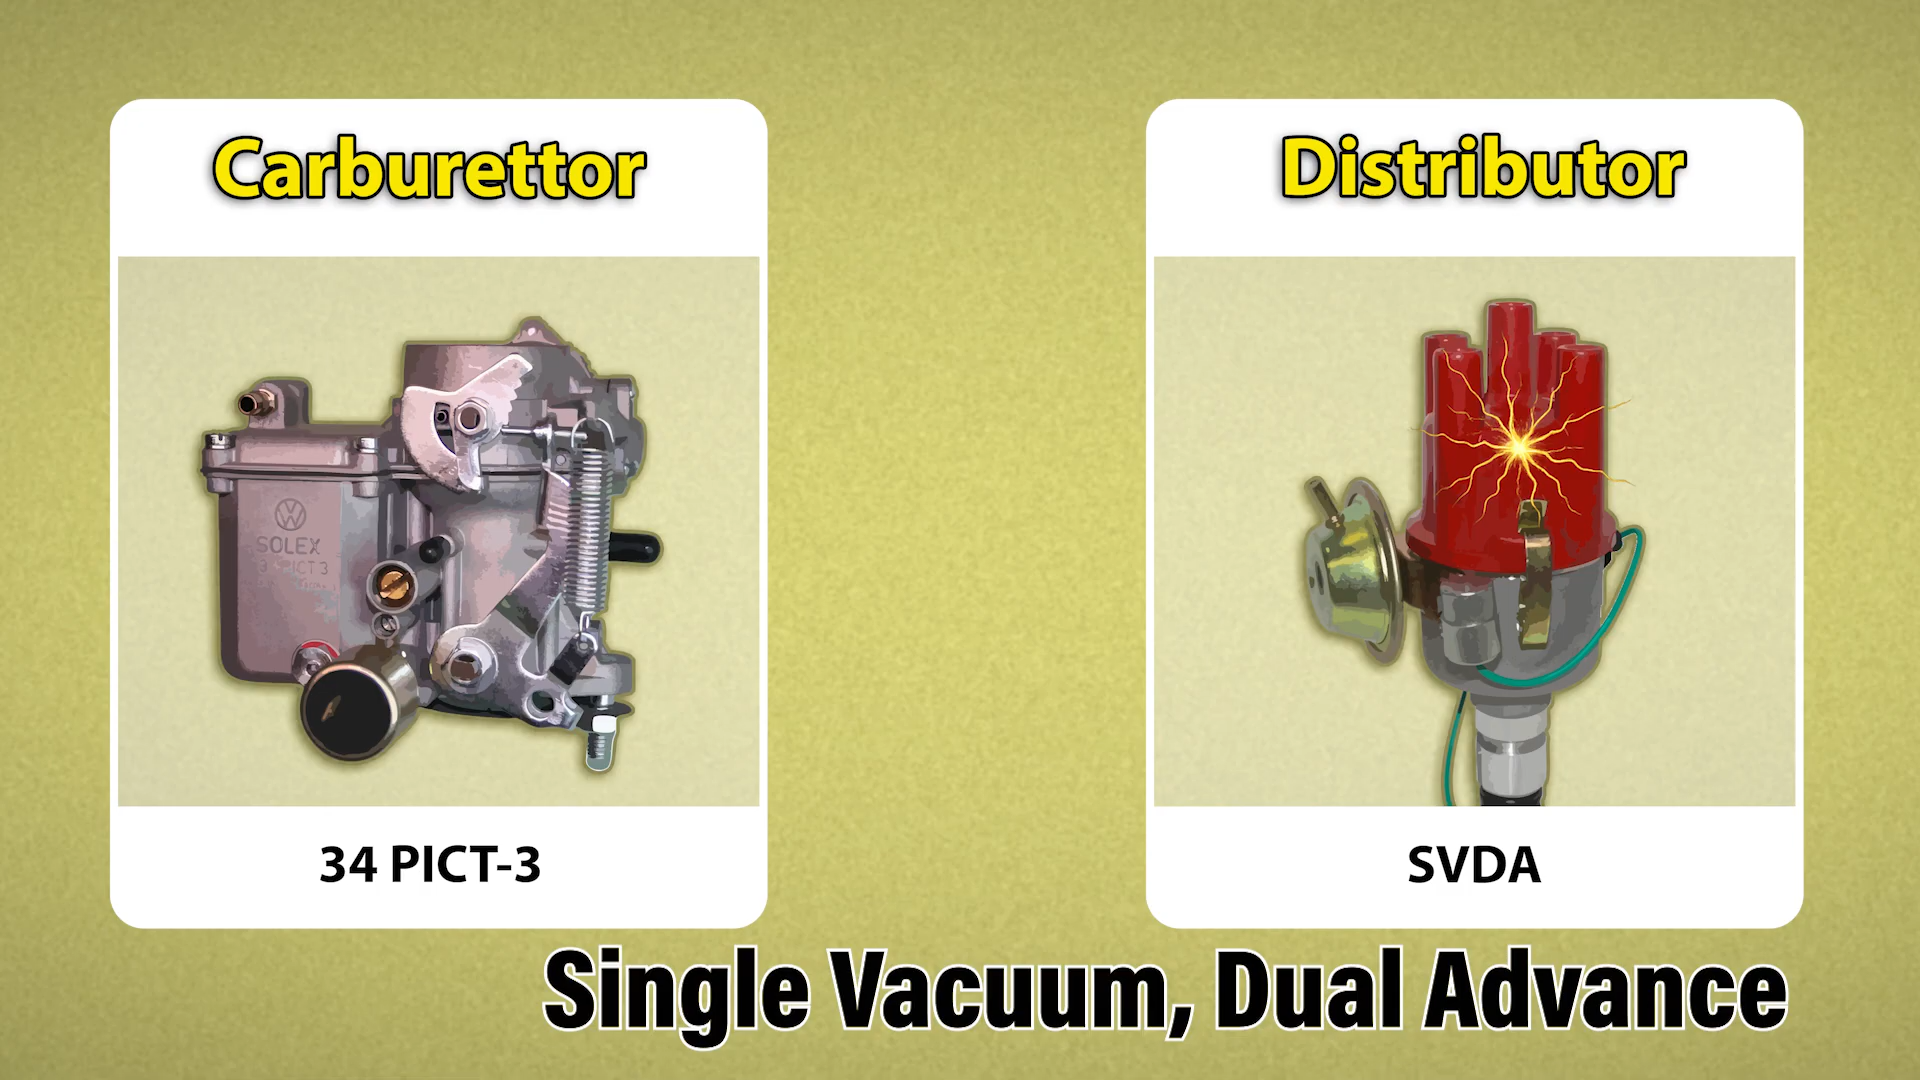 Carburettor
Distributor
SOLEX
34 PICT-3
SVDA
Single Vacuum, Dual Advance